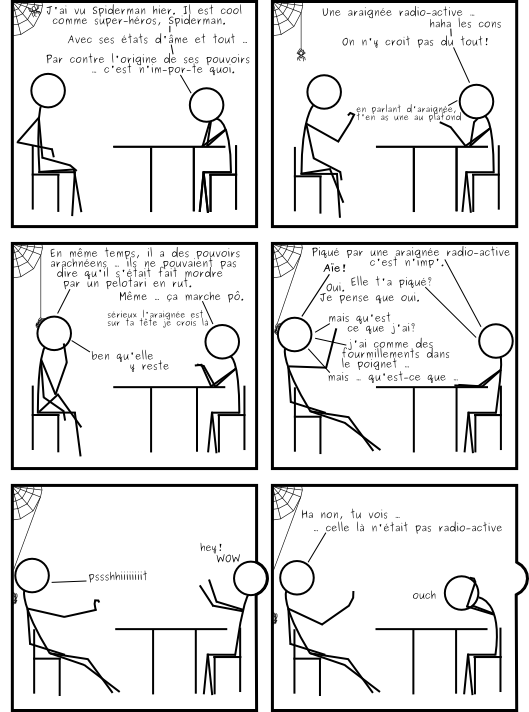 J'ai vu Spiderman hier. Il est cool
comme super-héros, Spiderman.
Avec ses états d'âme et tout ..
Par contre l'origine de ses pouvoirs
.. c'est n'im-por-te quoi.
Une araignée radio-active ..
haha les cons
On n'y croit pas du tout!
en parlant d'araignée,
t'en as une au plafond
En même temps, il a des pouvoirs
arachnéens .. ils ne pouvaient pas
dire qu'il s'était fait mordre
par un pelotari en rut.
Même .. ça marche pô.
sérieux l'araignée est
sur ta tête je crois là
ben qu'elle
y reste
Piqué par une araignée radio-active
c'est n'imp'.
Aïe!
Elle t'a piqué?
Oui.
Je pense que oui.
mais qu'est
ce que j'ai?
j'ai comme des
fourmillements dans
le poignet ..
mais .. qu'est-ce que ..
hey!
WOW
pssshhiiiiiiiit
Ha non, tu vois ..
.. celle là n'était pas radio-active
ouch